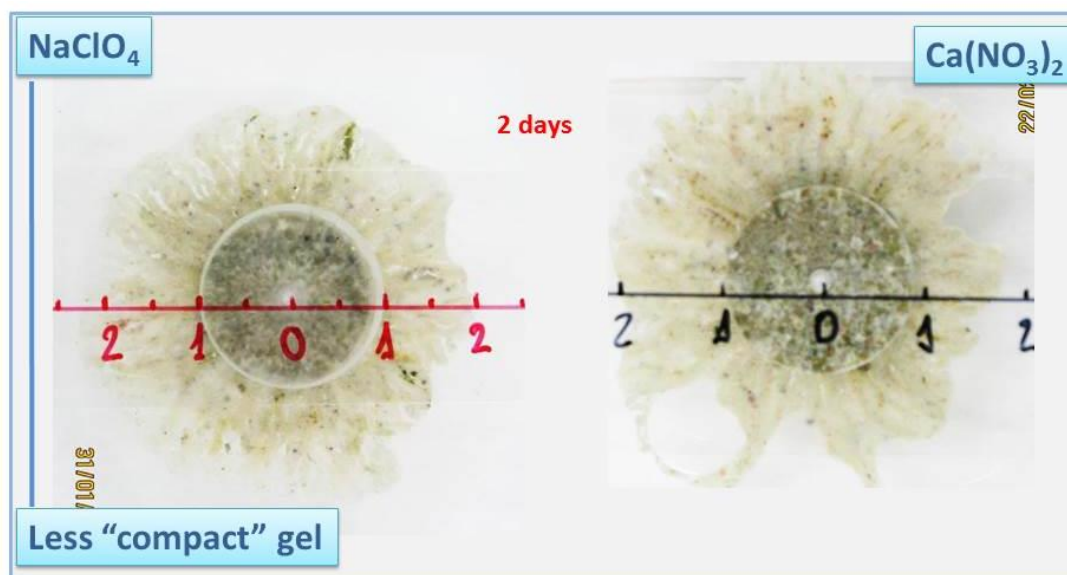 NaClO₄
Ca(NO₃)₂
2 days
22/
2 1 0 1 2
2 1 0 1 2
31/01/
Less “compact” gel